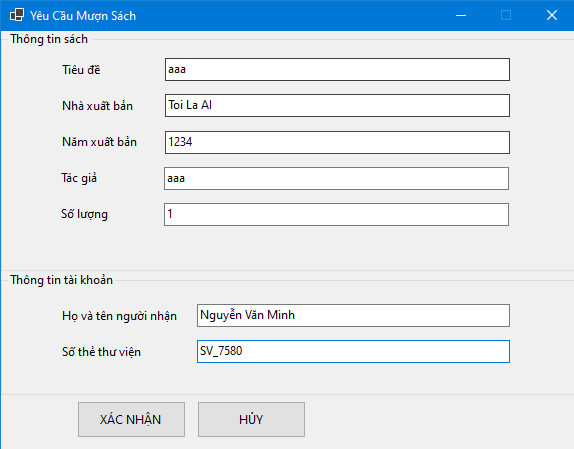 Yêu Cầu Mượn Sách
Thông tin sách
Tiêu đề aaa
Nhà xuất bản Toi La AI
Năm xuất bản 1234
Tác giả aaa
Số lượng 1
Thông tin tài khoản
Họ và tên người nhận Nguyễn Văn Minh
Số thẻ thư viện SV_7580
XÁC NHẬN HỦY